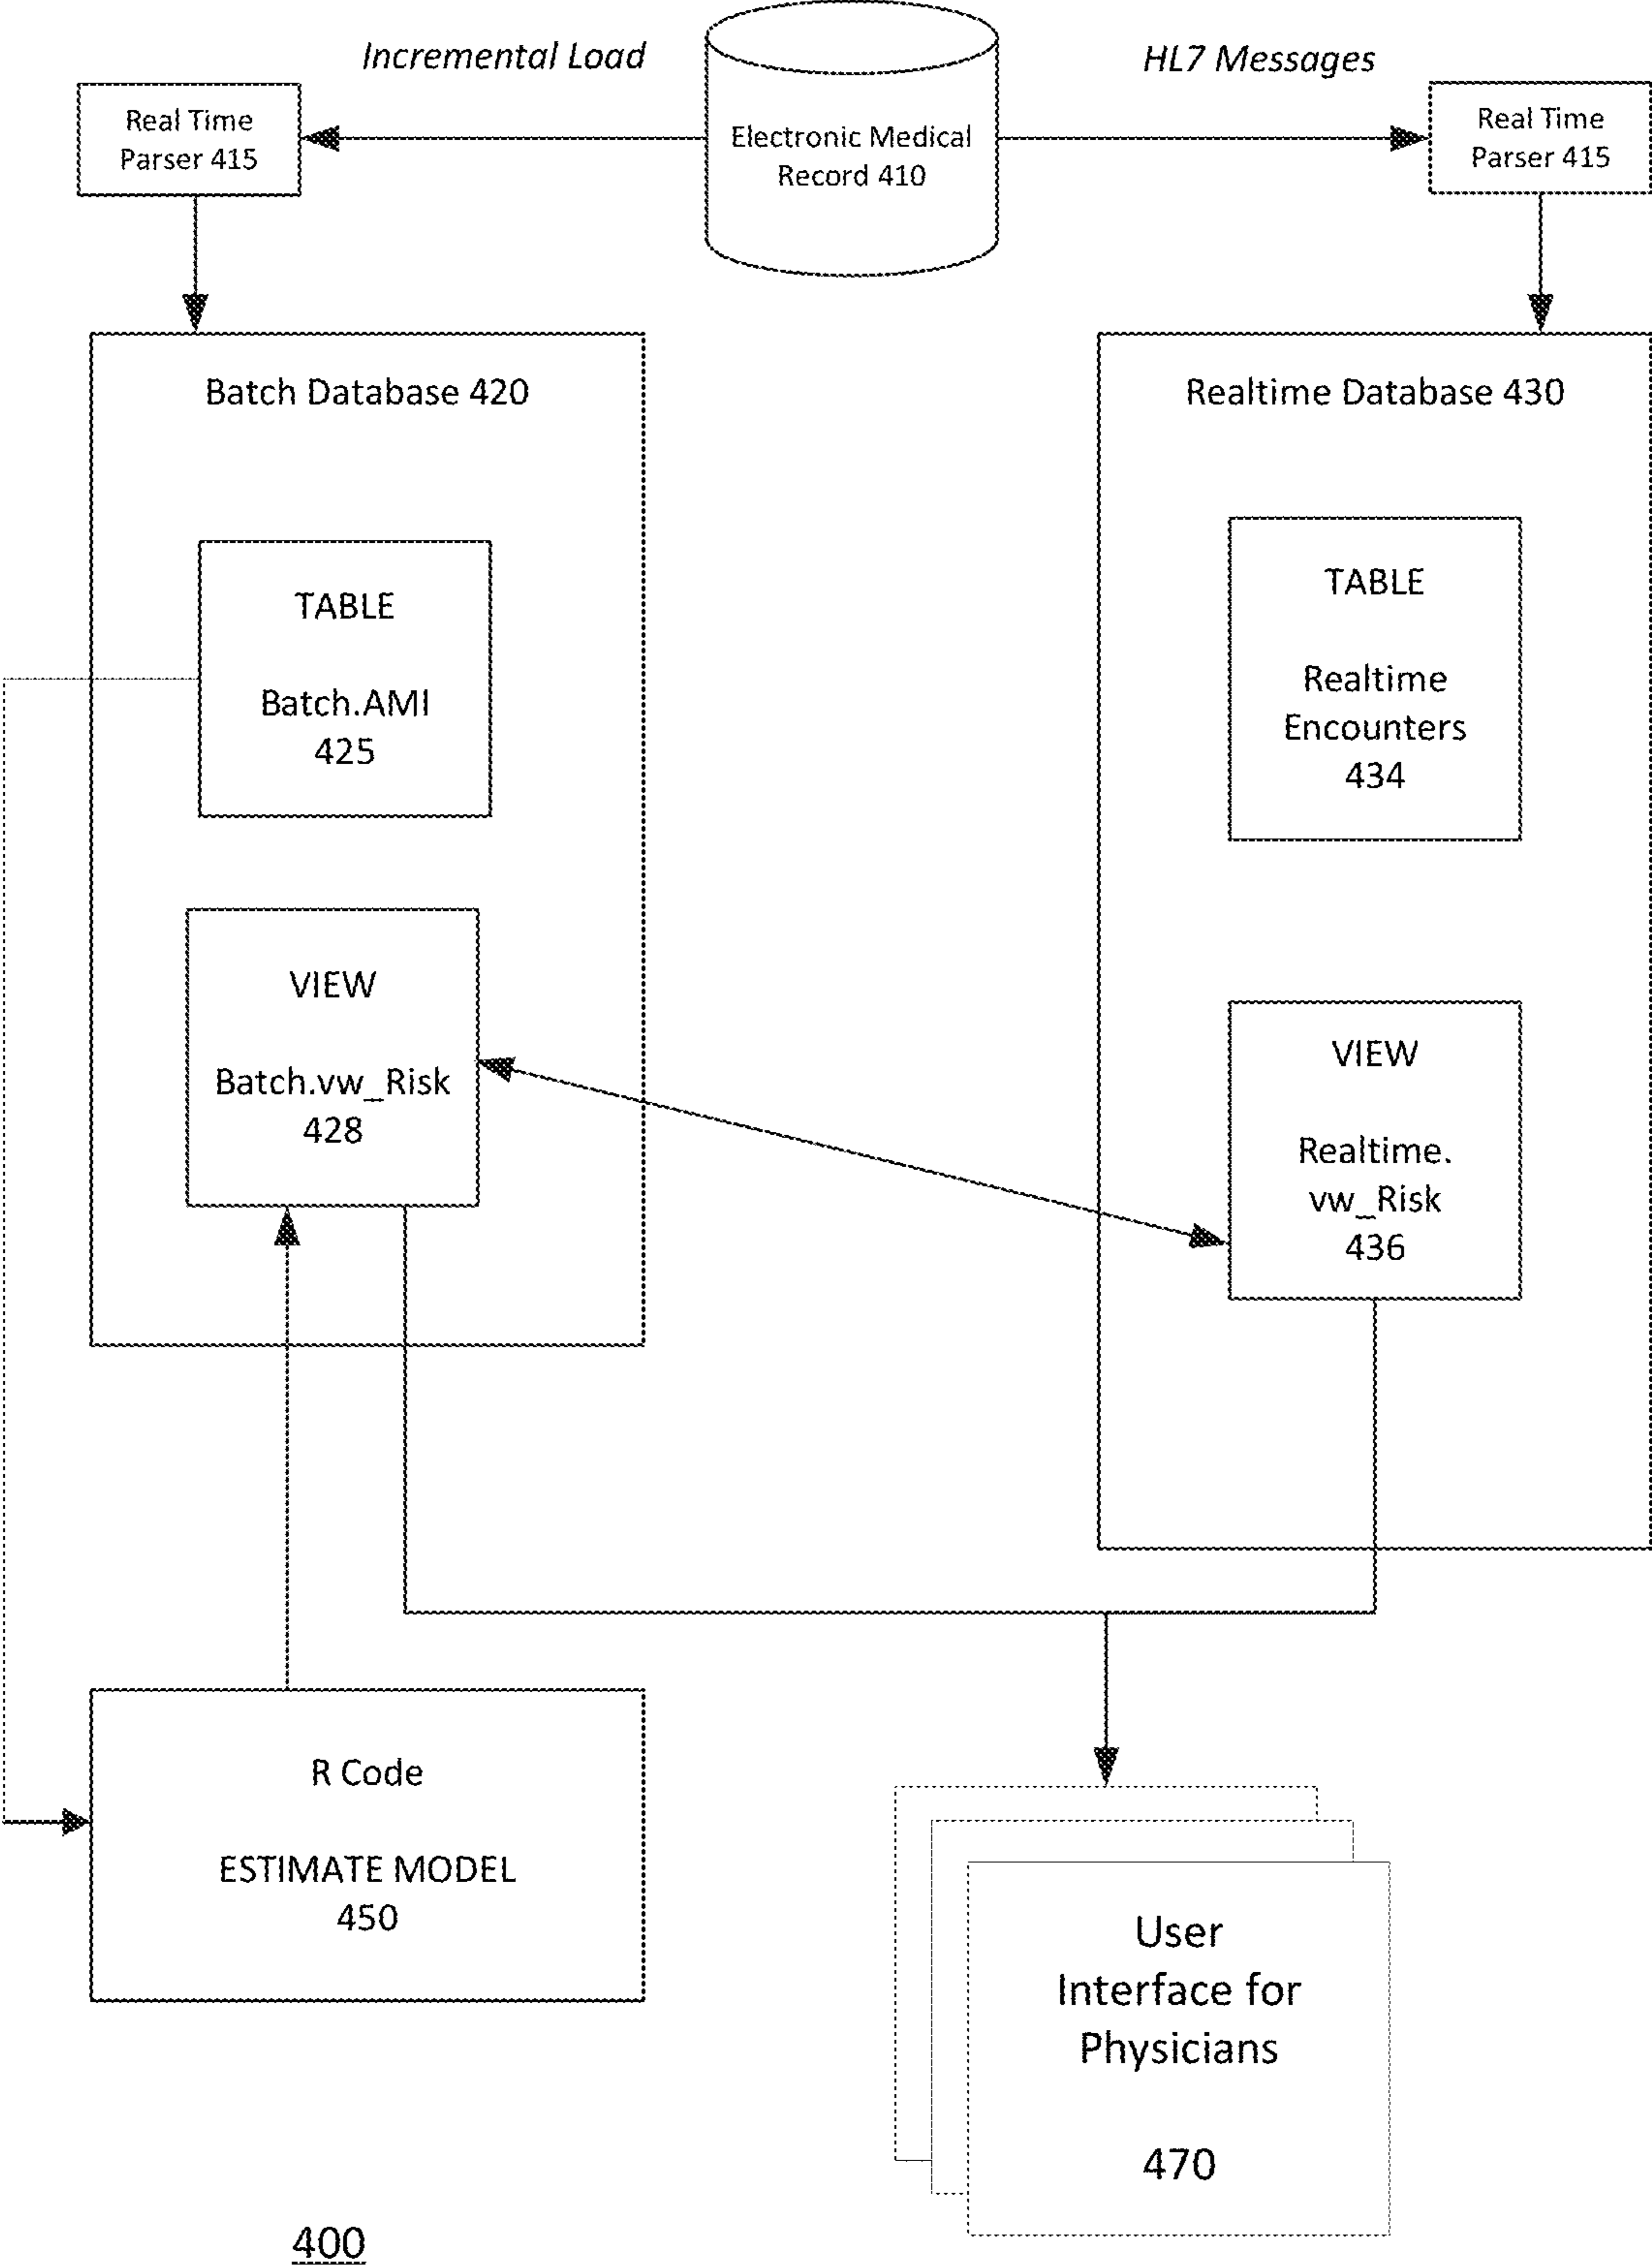 Incremental Load
HL7 Messages
Real Time
Parser 415
Electronic Medical
Record 410
Real Time
Parser 415
Batch Database 420
Realtime Database 430
TABLE
Batch.AMI
425
TABLE
Realtime
Encounters
434
VIEW
Batch.vw_Risk
428
VIEW
Realtime.
vw_Risk
436
R Code
ESTIMATE MODEL
450
User
Interface for
Physicians
470
400